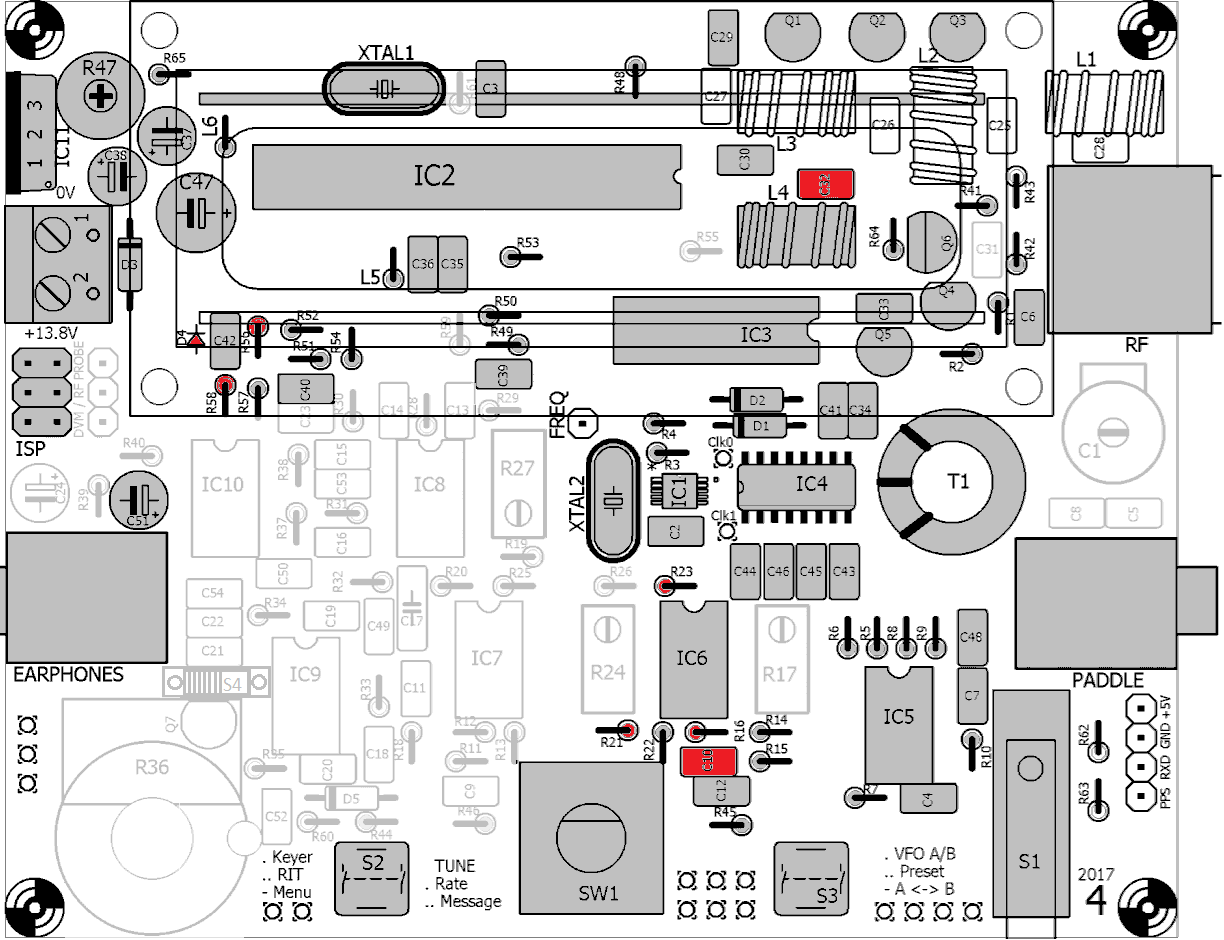 C29
Q1
Q2
Q3
R65
XTAL1
R48
L2
L1
R47
C3
C27
C26
C25
3
2
1
IC11
C37
L6
L3
C28
C38
0V
C30
IC2
C47
C32
L4
R43
R41
1
2
R64
Q6
C31
R42
D3
R53
R55
C36
C35
L5
+13.8V
Q4
R50
C33
R1
C6
R52
R56
D4
C42
R51
R54
R59
R49
IC3
Q5
R2
RF
C39
C40
R58
R57
DVM / RF PROBE
ISP
C23
R30
C14
R28
C13
R29
FREQ
D2
D1
C41
C34
R4
Clk0
R40
R38
C15
C53
R27
*
R3
C1
C24
R39
C51
IC10
IC8
XTAL2
IC1
IC4
T1
R37
R31
C16
C2
Clk1
C8
C5
R19
C50
R32
R20
R25
R26
R23
C44
C46
C45
C43
C54
C22
C21
R34
C19
C49
C17
IC9
IC7
R24
IC6
R17
R6
R5
R8
R9
C48
EARPHONES
S4
R33
C11
C7
PADDLE
Q7
IC5
R12
R18
R13
R21
R22
R16
R14
R10
R62
+5V
GND
RXD
PPS
R36
R35
C20
C18
R11
C10
R15
D5
C9
C12
R7
C4
R63
C52
R60
R44
R46
R45
. Keyer
.. RIT
- Menu
S2
TUNE
. Rate
.. Message
SW1
S3
. VFO A/B
.. Preset
- A <-> B
S1
2017
4